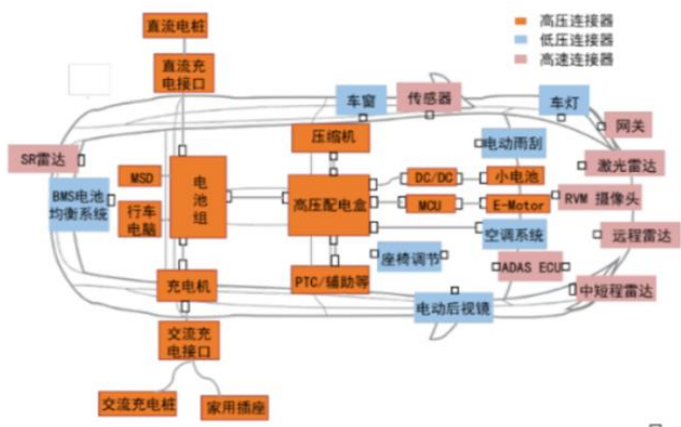 直流电桩
高压连接器
低压连接器
高速连接器
直流充
电接口
车窗
传感器
车灯
网关
压缩机
电动雨刮
SR雷达
激光雷达
MSD
电
池
组
DC/DC
小电池
BMS电池
均衡系统
行车
电脑
高压配电盒
MCU
E-Motor
RVM 摄像头
空调系统
远程雷达
座椅调节
ADAS ECU
充电机
PTC/辅助等
中短程雷达
电动后视镜
交流充
电接口
交流充电桩
家用插座